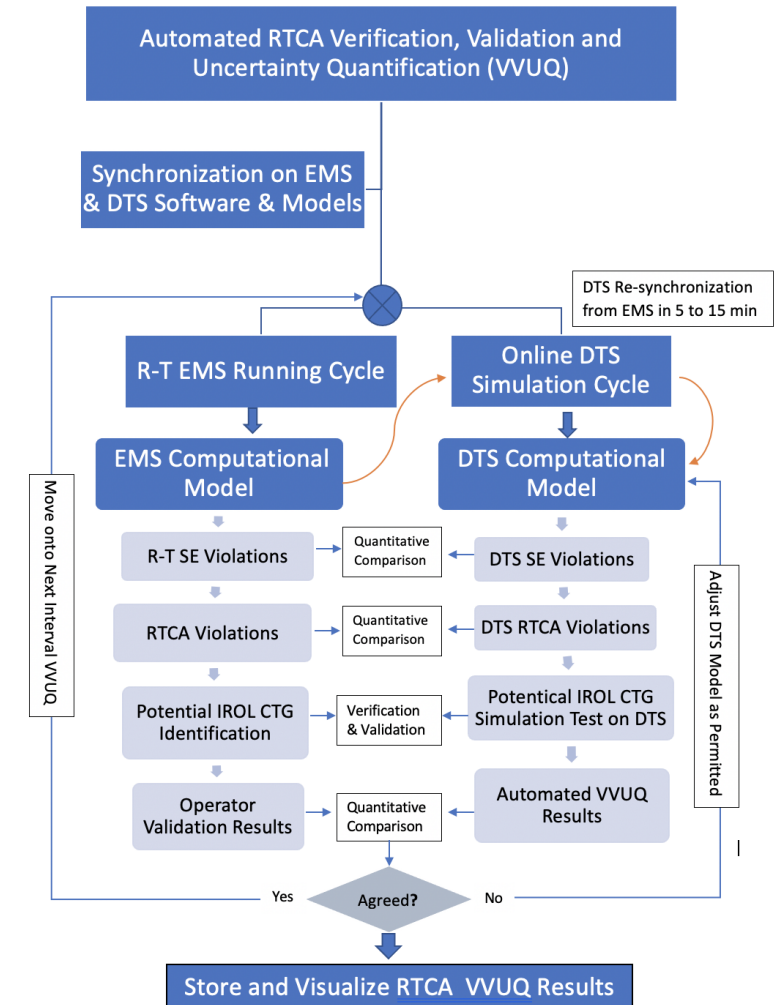 Automated RTCA Verification, Validation and
Uncertainty Quantification (VVUQ)
Synchronization on EMS
& DTS Software & Models
DTS Re-synchronization
from EMS in 5 to 15 min
R-T EMS Running Cycle
Online DTS
Simulation Cycle
EMS Computational
Model
DTS Computational
Model
R-T SE Violations
Quantitative
Comparison
DTS SE Violations
RTCA Violations
Quantitative
Comparison
DTS RTCA Violations
Potential IROL CTG
Identification
Verification
& Validation
Potentical IROL CTG
Simulation Test on DTS
Operator
Validation Results
Quantitative
Comparison
Automated VVUQ
Results
Move onto Next Interval VVUQ
Adjust DTS Model as Permitted
Yes
Agreed?
No
Store and Visualize RTCA VVUQ Results